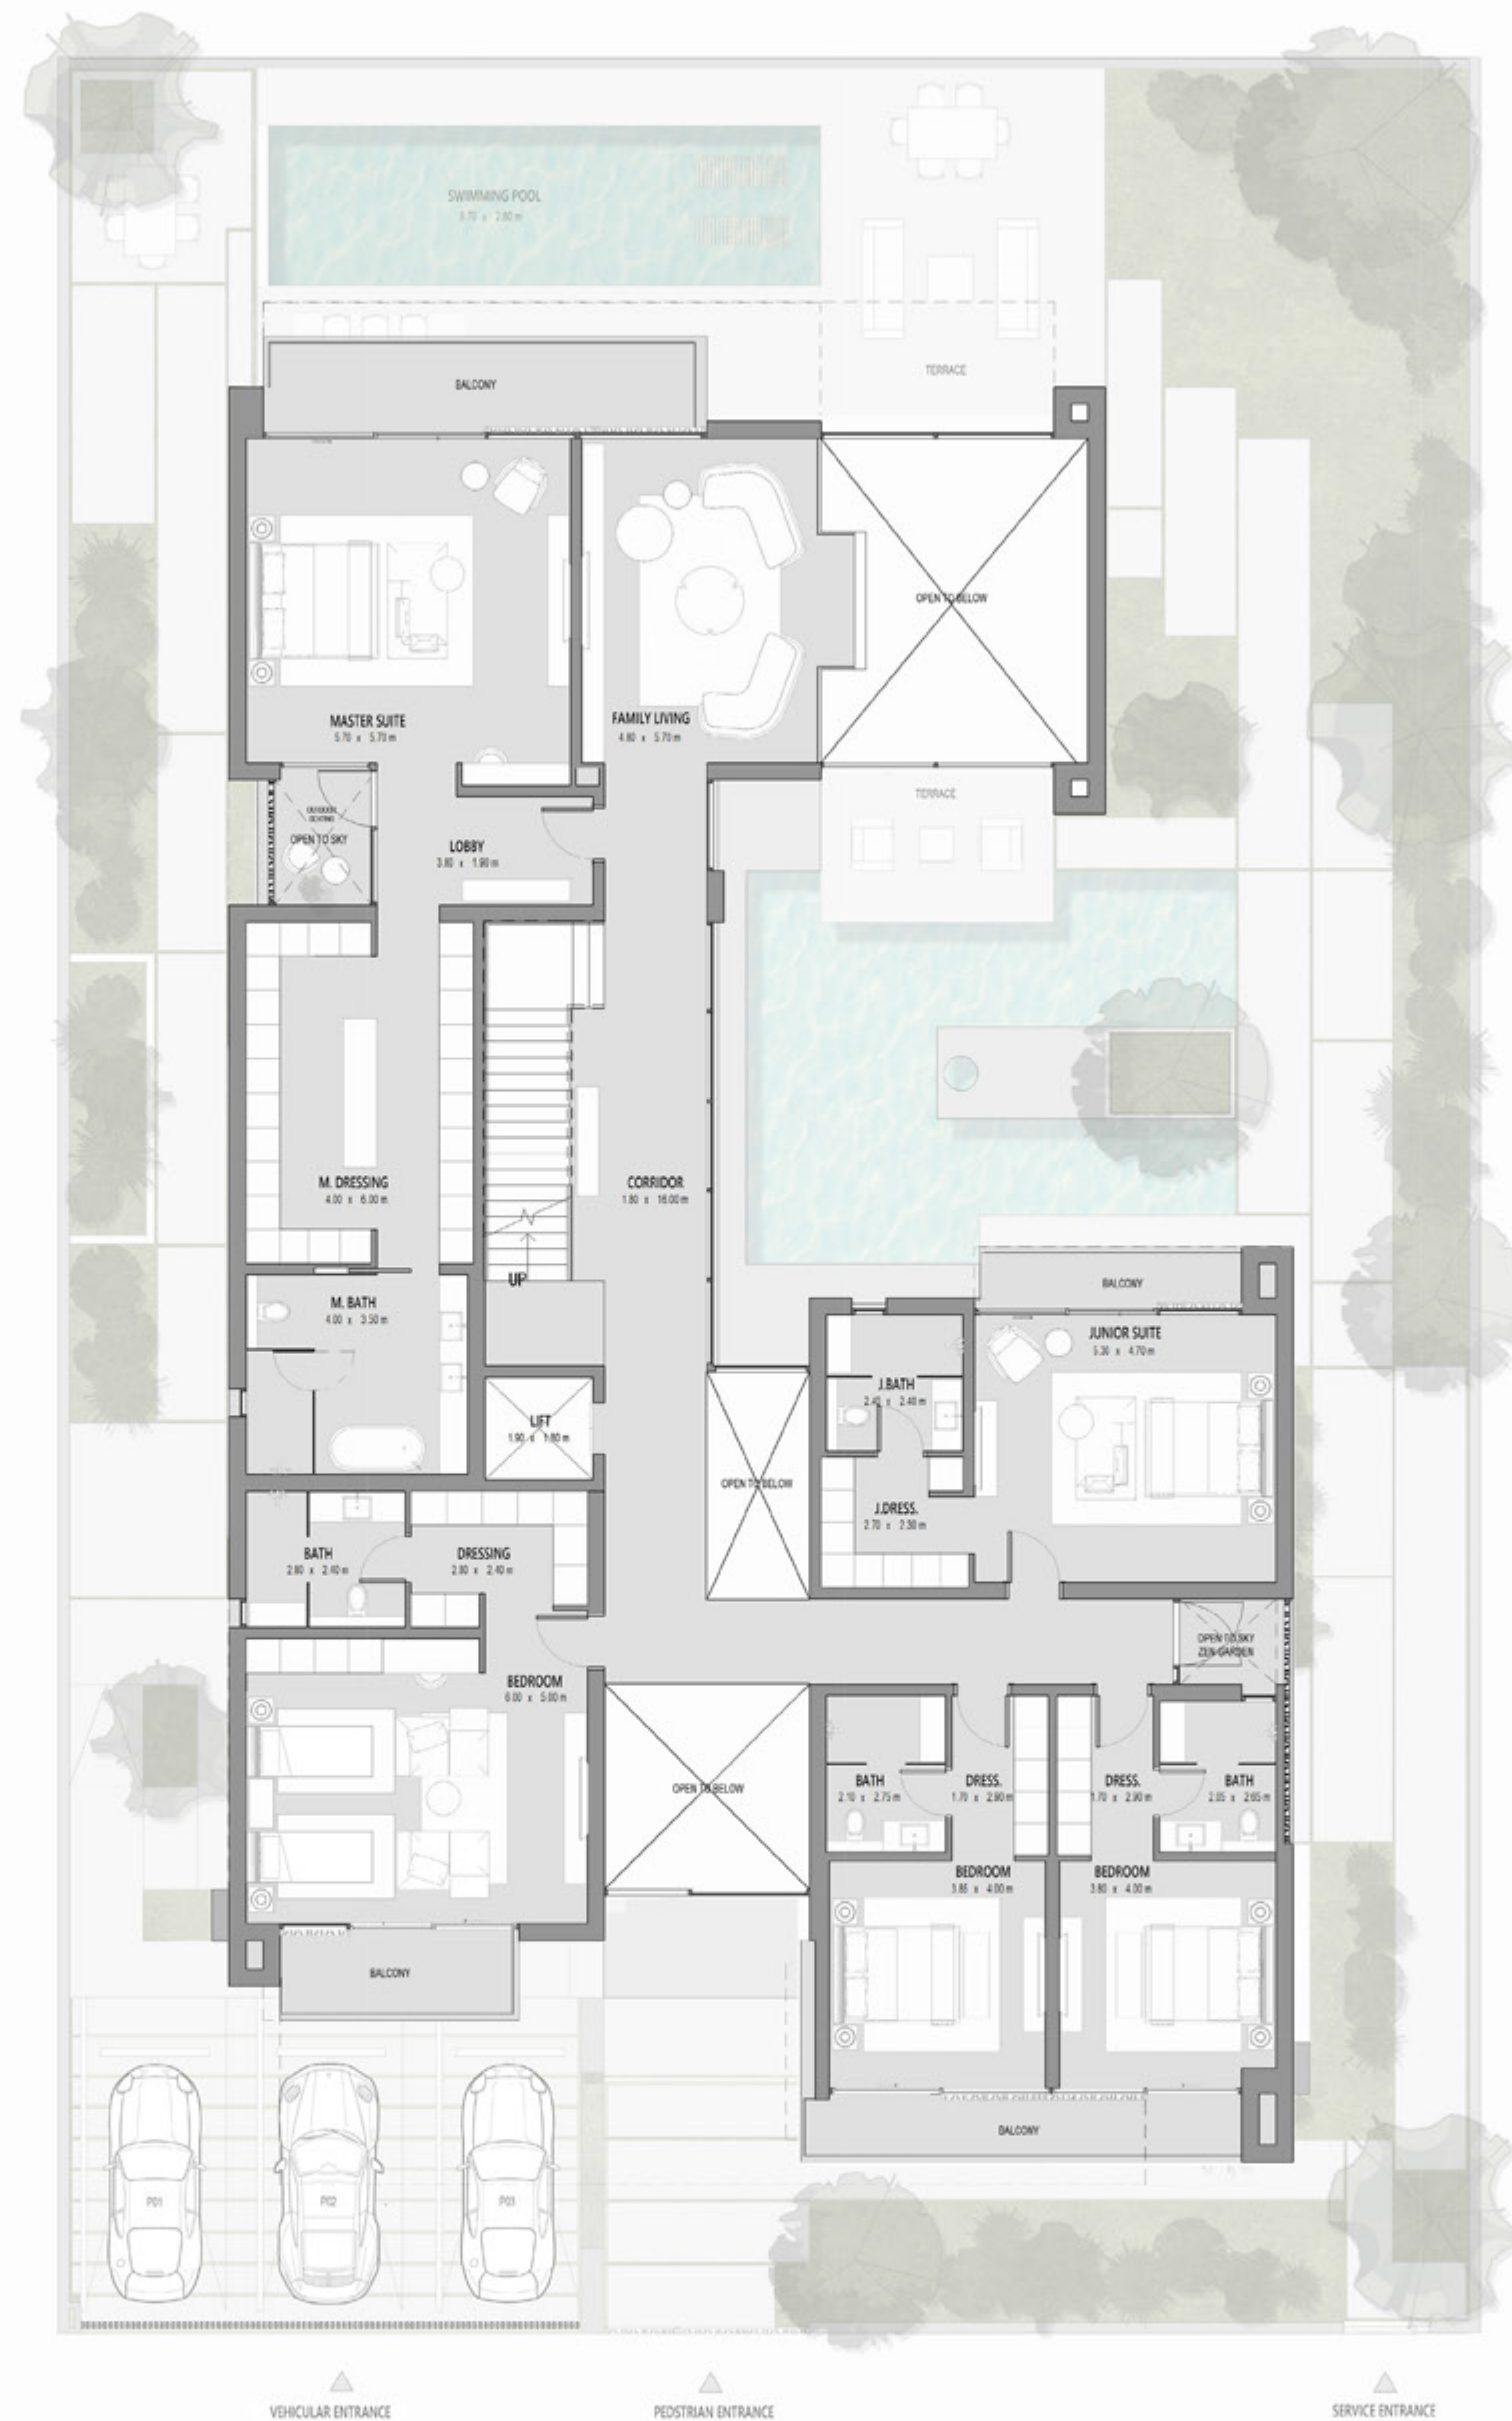 SWIMMING POOL
BALCONY
TERRACE
OPEN TO BELOW
MASTER SUITE
5.70 x 5.70 m
FAMILY LIVING
4.80 x 5.70 m
TERRACE
OUTDOOR
OPEN TO SKY
LOBBY
3.80 x 1.90 m
M. DRESSING
4.00 x 6.00 m
CORRIDOR
1.80 x 16.00 m
UP
M. BATH
4.00 x 3.50 m
BALCONY
JUNIOR SUITE
5.30 x 4.70 m
J.BATH
2.40 m
LIFT
OPEN TO BELOW
J.DRESS.
2.70 x 2.30 m
BATH
2.80 x 2.40 m
DRESSING
2.80 x 2.40 m
OPEN TO SKY
ZEN GARDEN
BEDROOM
6.00 x 5.00 m
OPEN TO BELOW
BATH
2.10 x 2.75 m
DRESS.
1.70 x 2.90 m
DRESS.
1.70 x 2.90 m
BATH
2.05 x 2.65 m
BEDROOM
3.85 x 4.00 m
BEDROOM
3.80 x 4.00 m
BALCONY
BALCONY
P01
P02
P03
VEHICULAR ENTRANCE
PEDSTRIAN ENTRANCE
SERVICE ENTRANCE